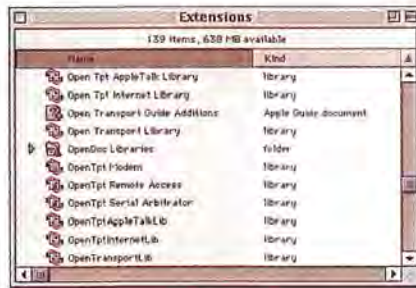 Extensions
139 items, 638 MB available
Name Kind
Open Tpt AppleTalk Library library
Open Tpt Internet Library library
Open Transport Guide Additions Apple Guide document
Open Transport Library library
OpenDoc Libraries folder
OpenTpt Modem library
OpenTpt Remote Access library
OpenTpt Serial Arbitrator library
OpenTptAppleTalkLib library
OpenTptInternetLib library
OpenTransportLib library